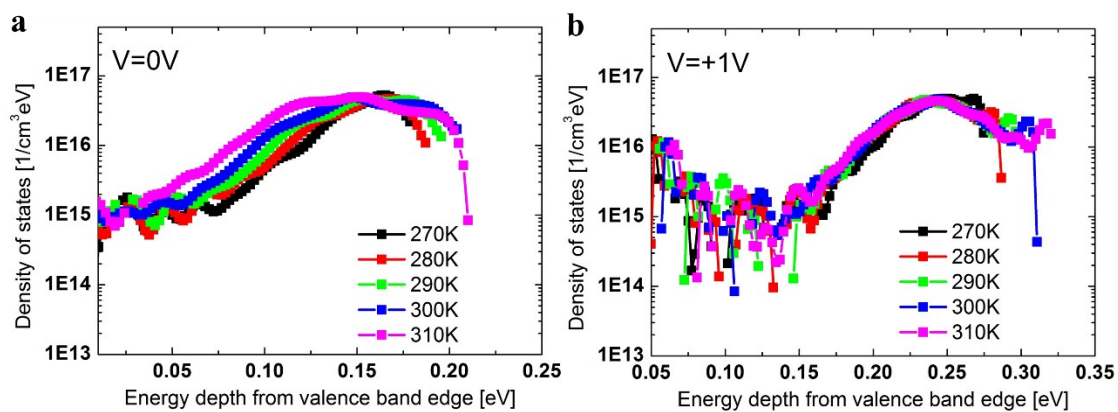 a
V=0V
Density of states [1/cm³eV]
1E17
1E16
1E15
1E14
1E13
270K
280K
290K
300K
310K
0.05 0.10 0.15 0.20 0.25
Energy depth from valence band edge [eV]
b
V=+1V
Density of states [1/cm³eV]
1E17
1E16
1E15
1E14
1E13
270K
280K
290K
300K
310K
0.05 0.10 0.15 0.20 0.25 0.30 0.35
Energy depth from valence band edge [eV]